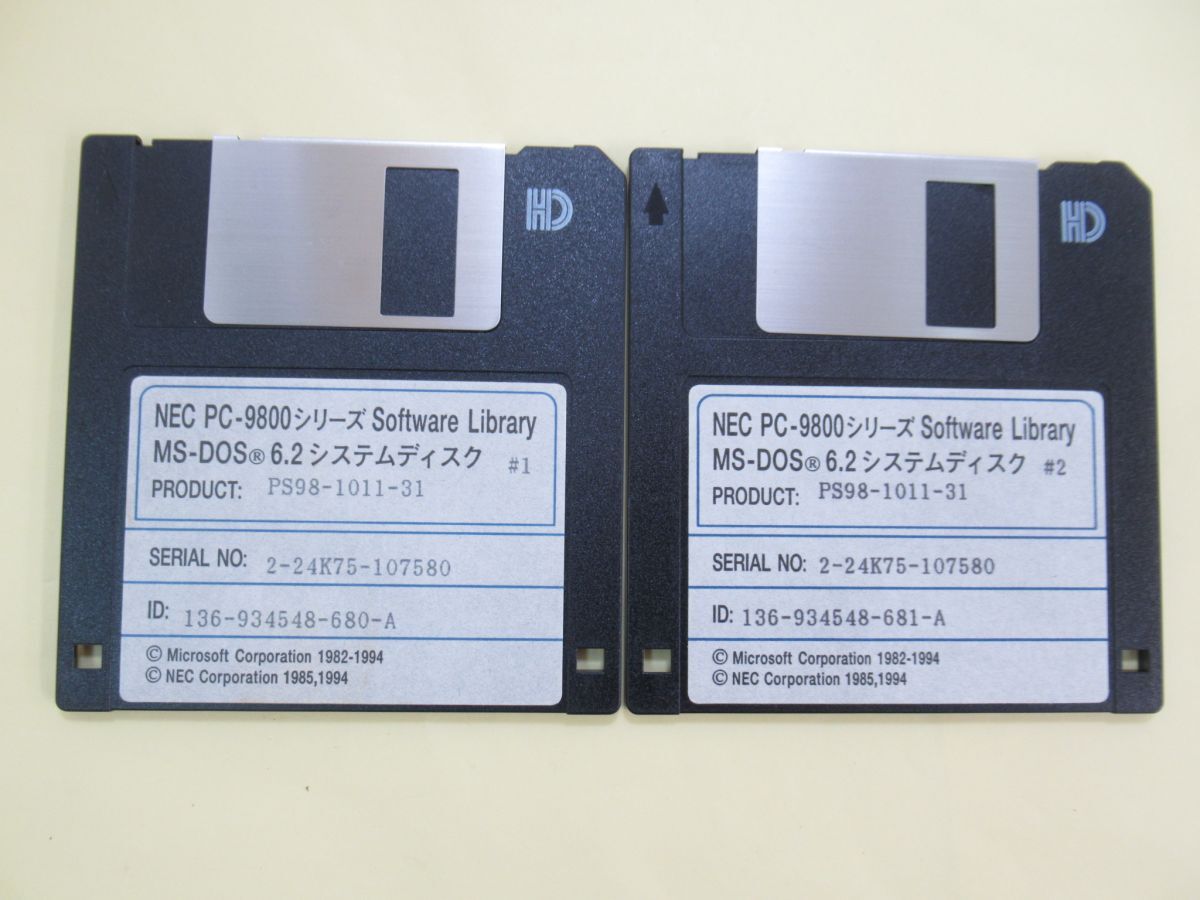 HD
NEC PC-9800シリーズ Software Library
MS-DOS® 6.2 システムディスク #1
PRODUCT: PS98-1011-31
SERIAL NO: 2-24K75-107580
ID: 136-934548-680-A
© Microsoft Corporation 1982-1994
© NEC Corporation 1985,1994
HD
NEC PC-9800シリーズ Software Library
MS-DOS® 6.2 システムディスク #2
PRODUCT: PS98-1011-31
SERIAL NO: 2-24K75-107580
ID: 136-934548-681-A
© Microsoft Corporation 1982-1994
© NEC Corporation 1985,1994